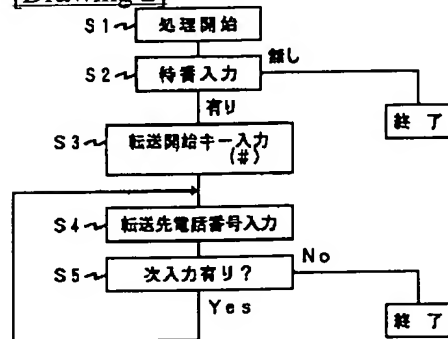 [Drawing 2]
S1 処理開始
S2 特番入力
無し
有り
終了
S3 転送開始キー入力
(#)
S4 転送先電話番号入力
S5 次入力有り?
No
Yes
終了